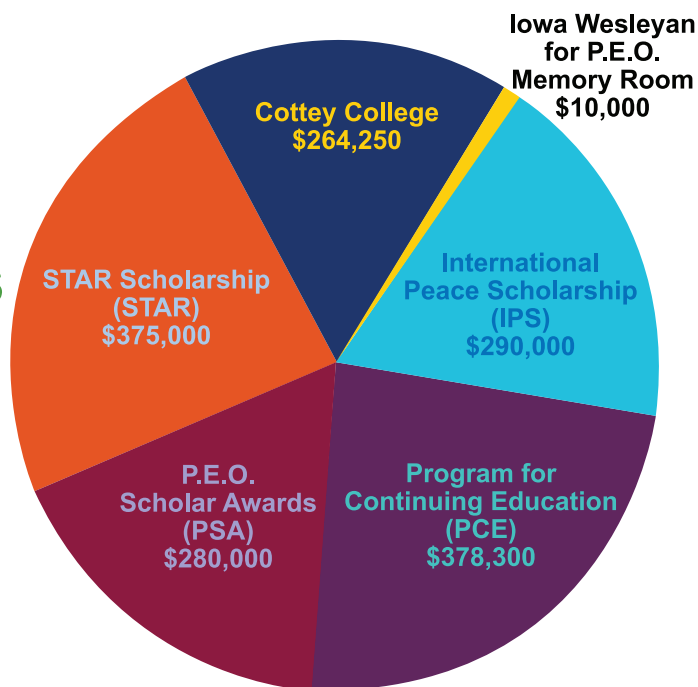 Iowa Wesleyan
for P.E.O.
Memory Room
$10,000
Cottey College
$264,250
International
Peace Scholarship
(IPS)
$290,000
STAR Scholarship
(STAR)
$375,000
P.E.O.
Scholar Awards
(PSA)
$280,000
Program for
Continuing Education
(PCE)
$378,300